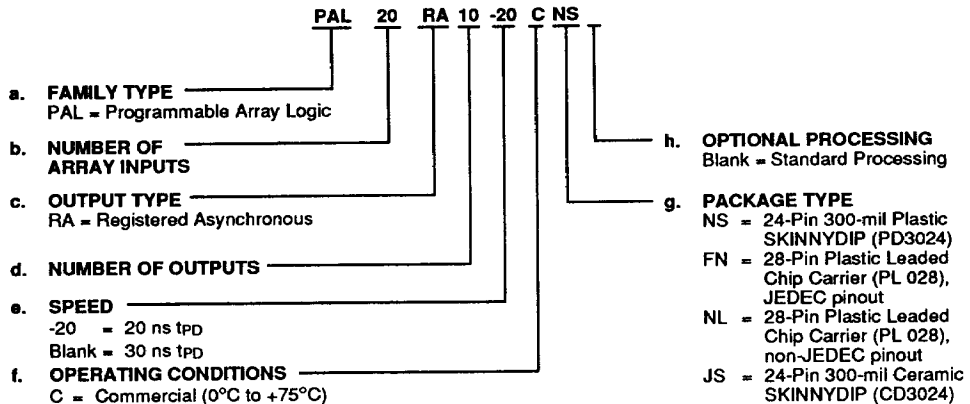 PAL 20 RA 10 -20 C NS
a. FAMILY TYPE
PAL = Programmable Array Logic
b. NUMBER OF
ARRAY INPUTS
c. OUTPUT TYPE
RA = Registered Asynchronous
d. NUMBER OF OUTPUTS
e. SPEED
-20 = 20 ns tPD
Blank = 30 ns tPD
f. OPERATING CONDITIONS
C = Commercial (0°C to +75°C)
h. OPTIONAL PROCESSING
Blank = Standard Processing
g. PACKAGE TYPE
NS = 24-Pin 300-mil Plastic
SKINNYDIP (PD3024)
FN = 28-Pin Plastic Leaded
Chip Carrier (PL 028),
JEDEC pinout
NL = 28-Pin Plastic Leaded
Chip Carrier (PL 028),
non-JEDEC pinout
JS = 24-Pin 300-mil Ceramic
SKINNYDIP (CD3024)